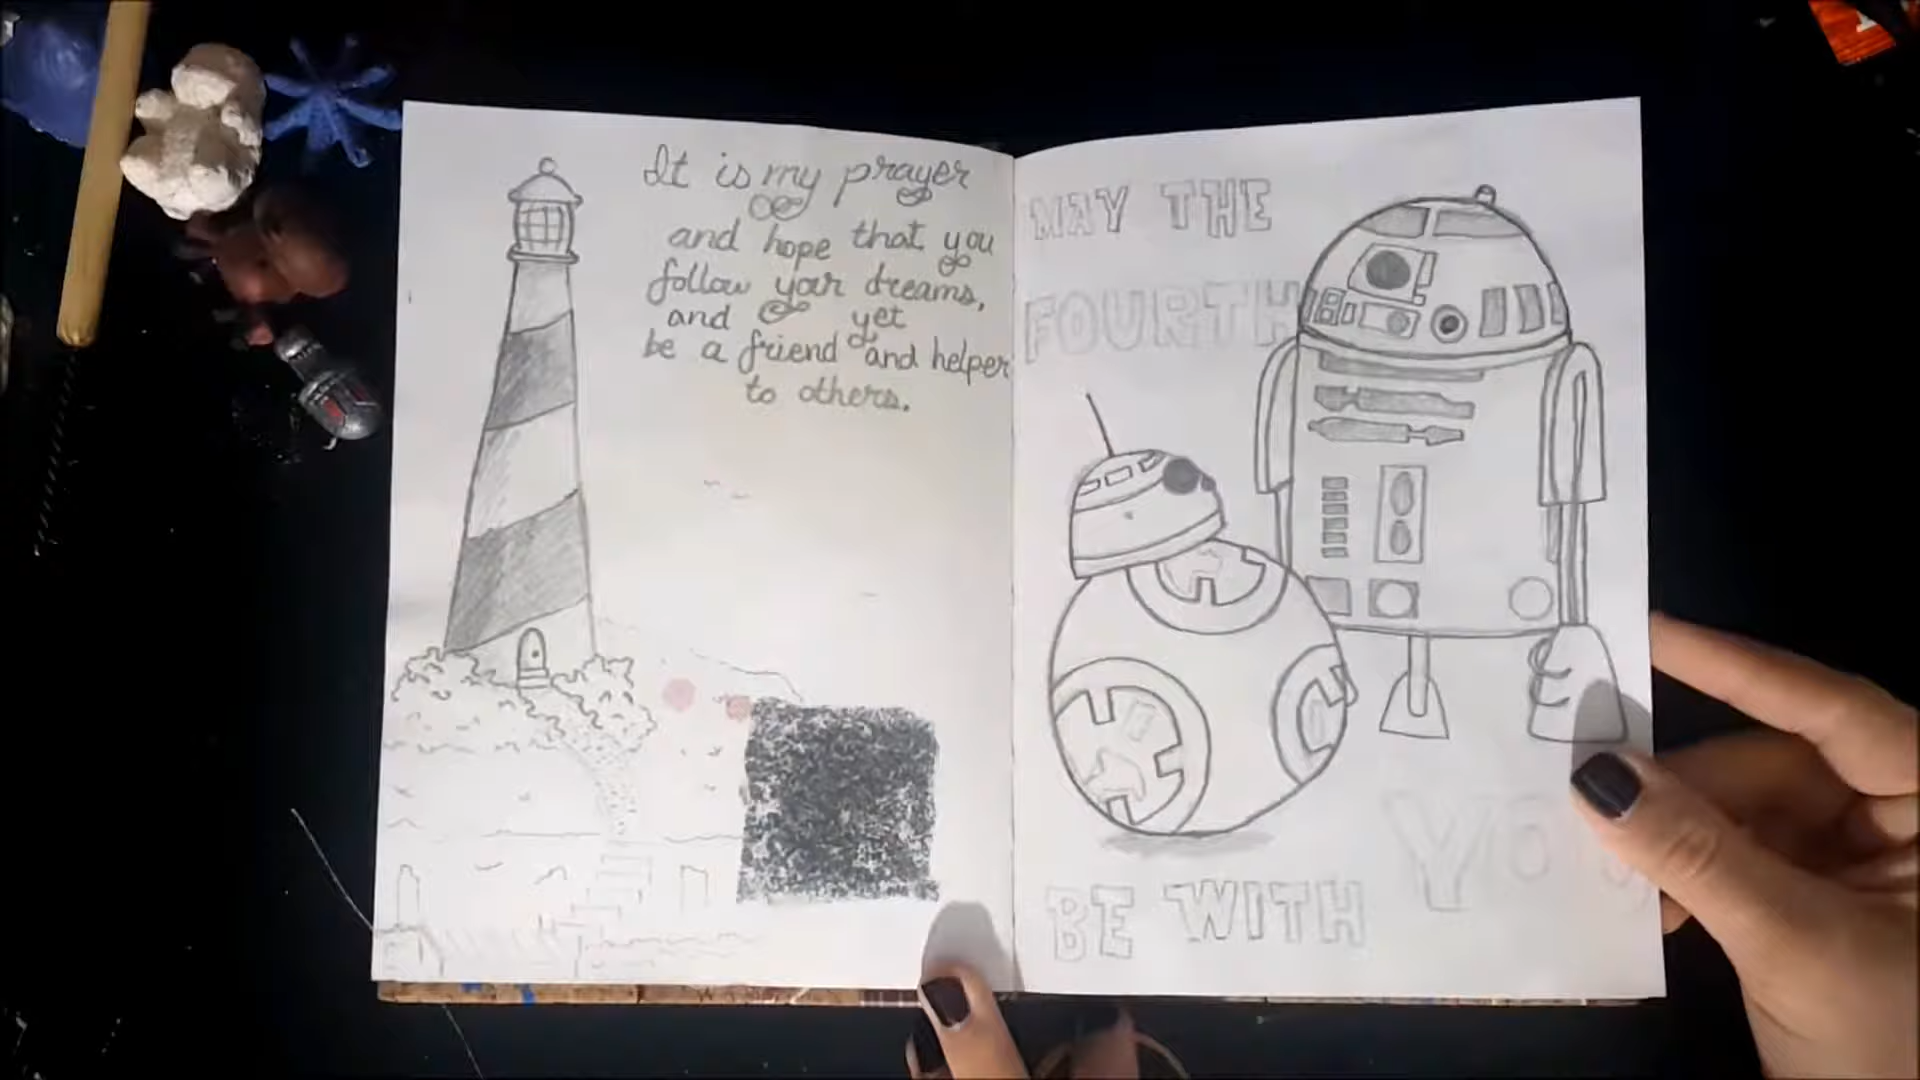 It is my prayer
and hope that you
follow your dreams,
and yet
be a friend and helper
to others.
MAY THE
FOURTH
BE WITH
YOU